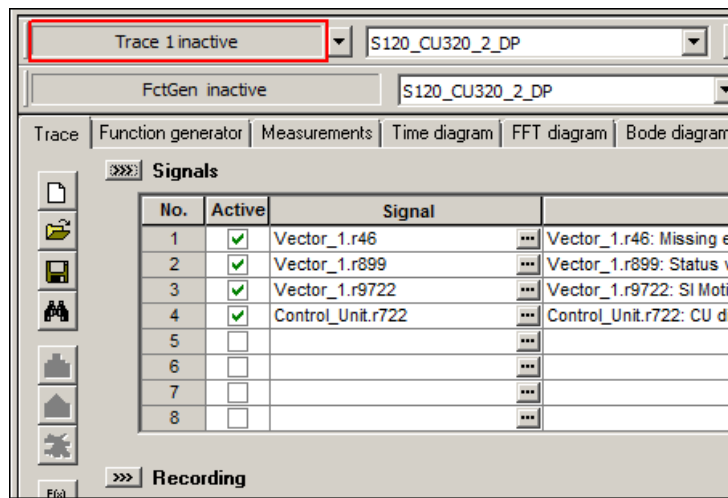 Trace 1 inactive S120_CU320_2_DP
FctGen inactive S120_CU320_2_DP
Trace Function generator Measurements Time diagram FFT diagram Bode diagram
>>> Signals
No. Active Signal
1 Vector_1.r46 ... Vector_1.r46: Missing e
2 Vector_1.r899 ... Vector_1.r899: Status
3 Vector_1.r9722 ... Vector_1.r9722: SI Moti
4 Control_Unit.r722 ... Control_Unit.r722: CU d
5 ...
6 ...
7 ...
8 ...
>>> Recording